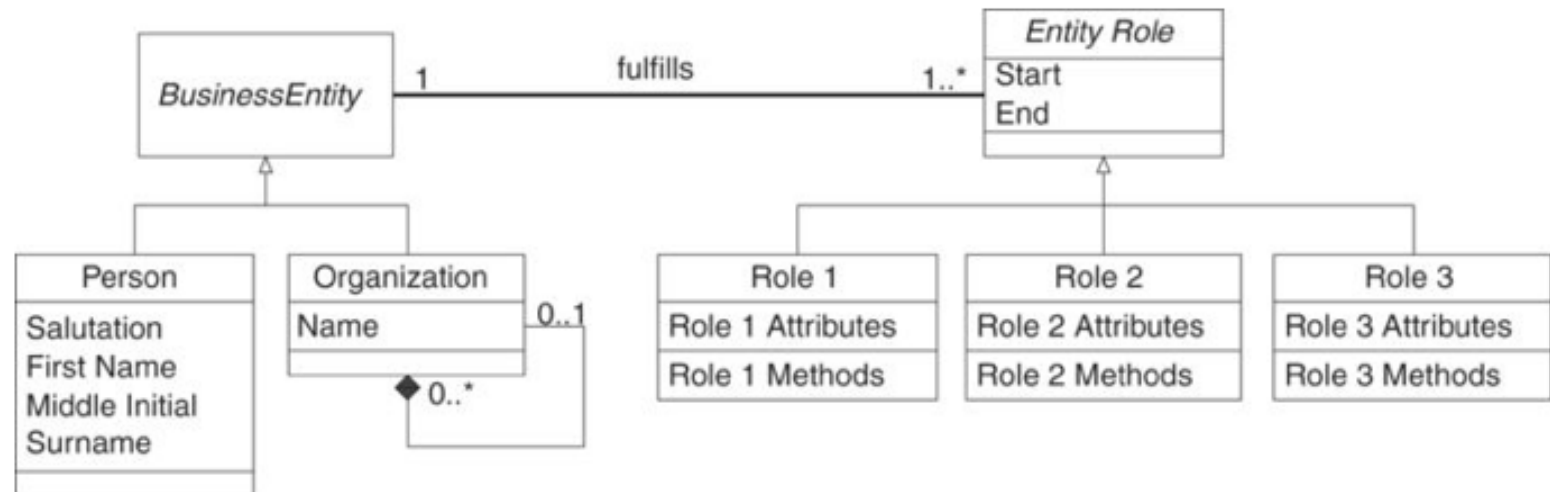 BusinessEntity
1
fulfills
1..*
Entity Role
Start
End
Person
Salutation
First Name
Middle Initial
Surname
Organization
Name
0..1
0..*
Role 1
Role 1 Attributes
Role 1 Methods
Role 2
Role 2 Attributes
Role 2 Methods
Role 3
Role 3 Attributes
Role 3 Methods